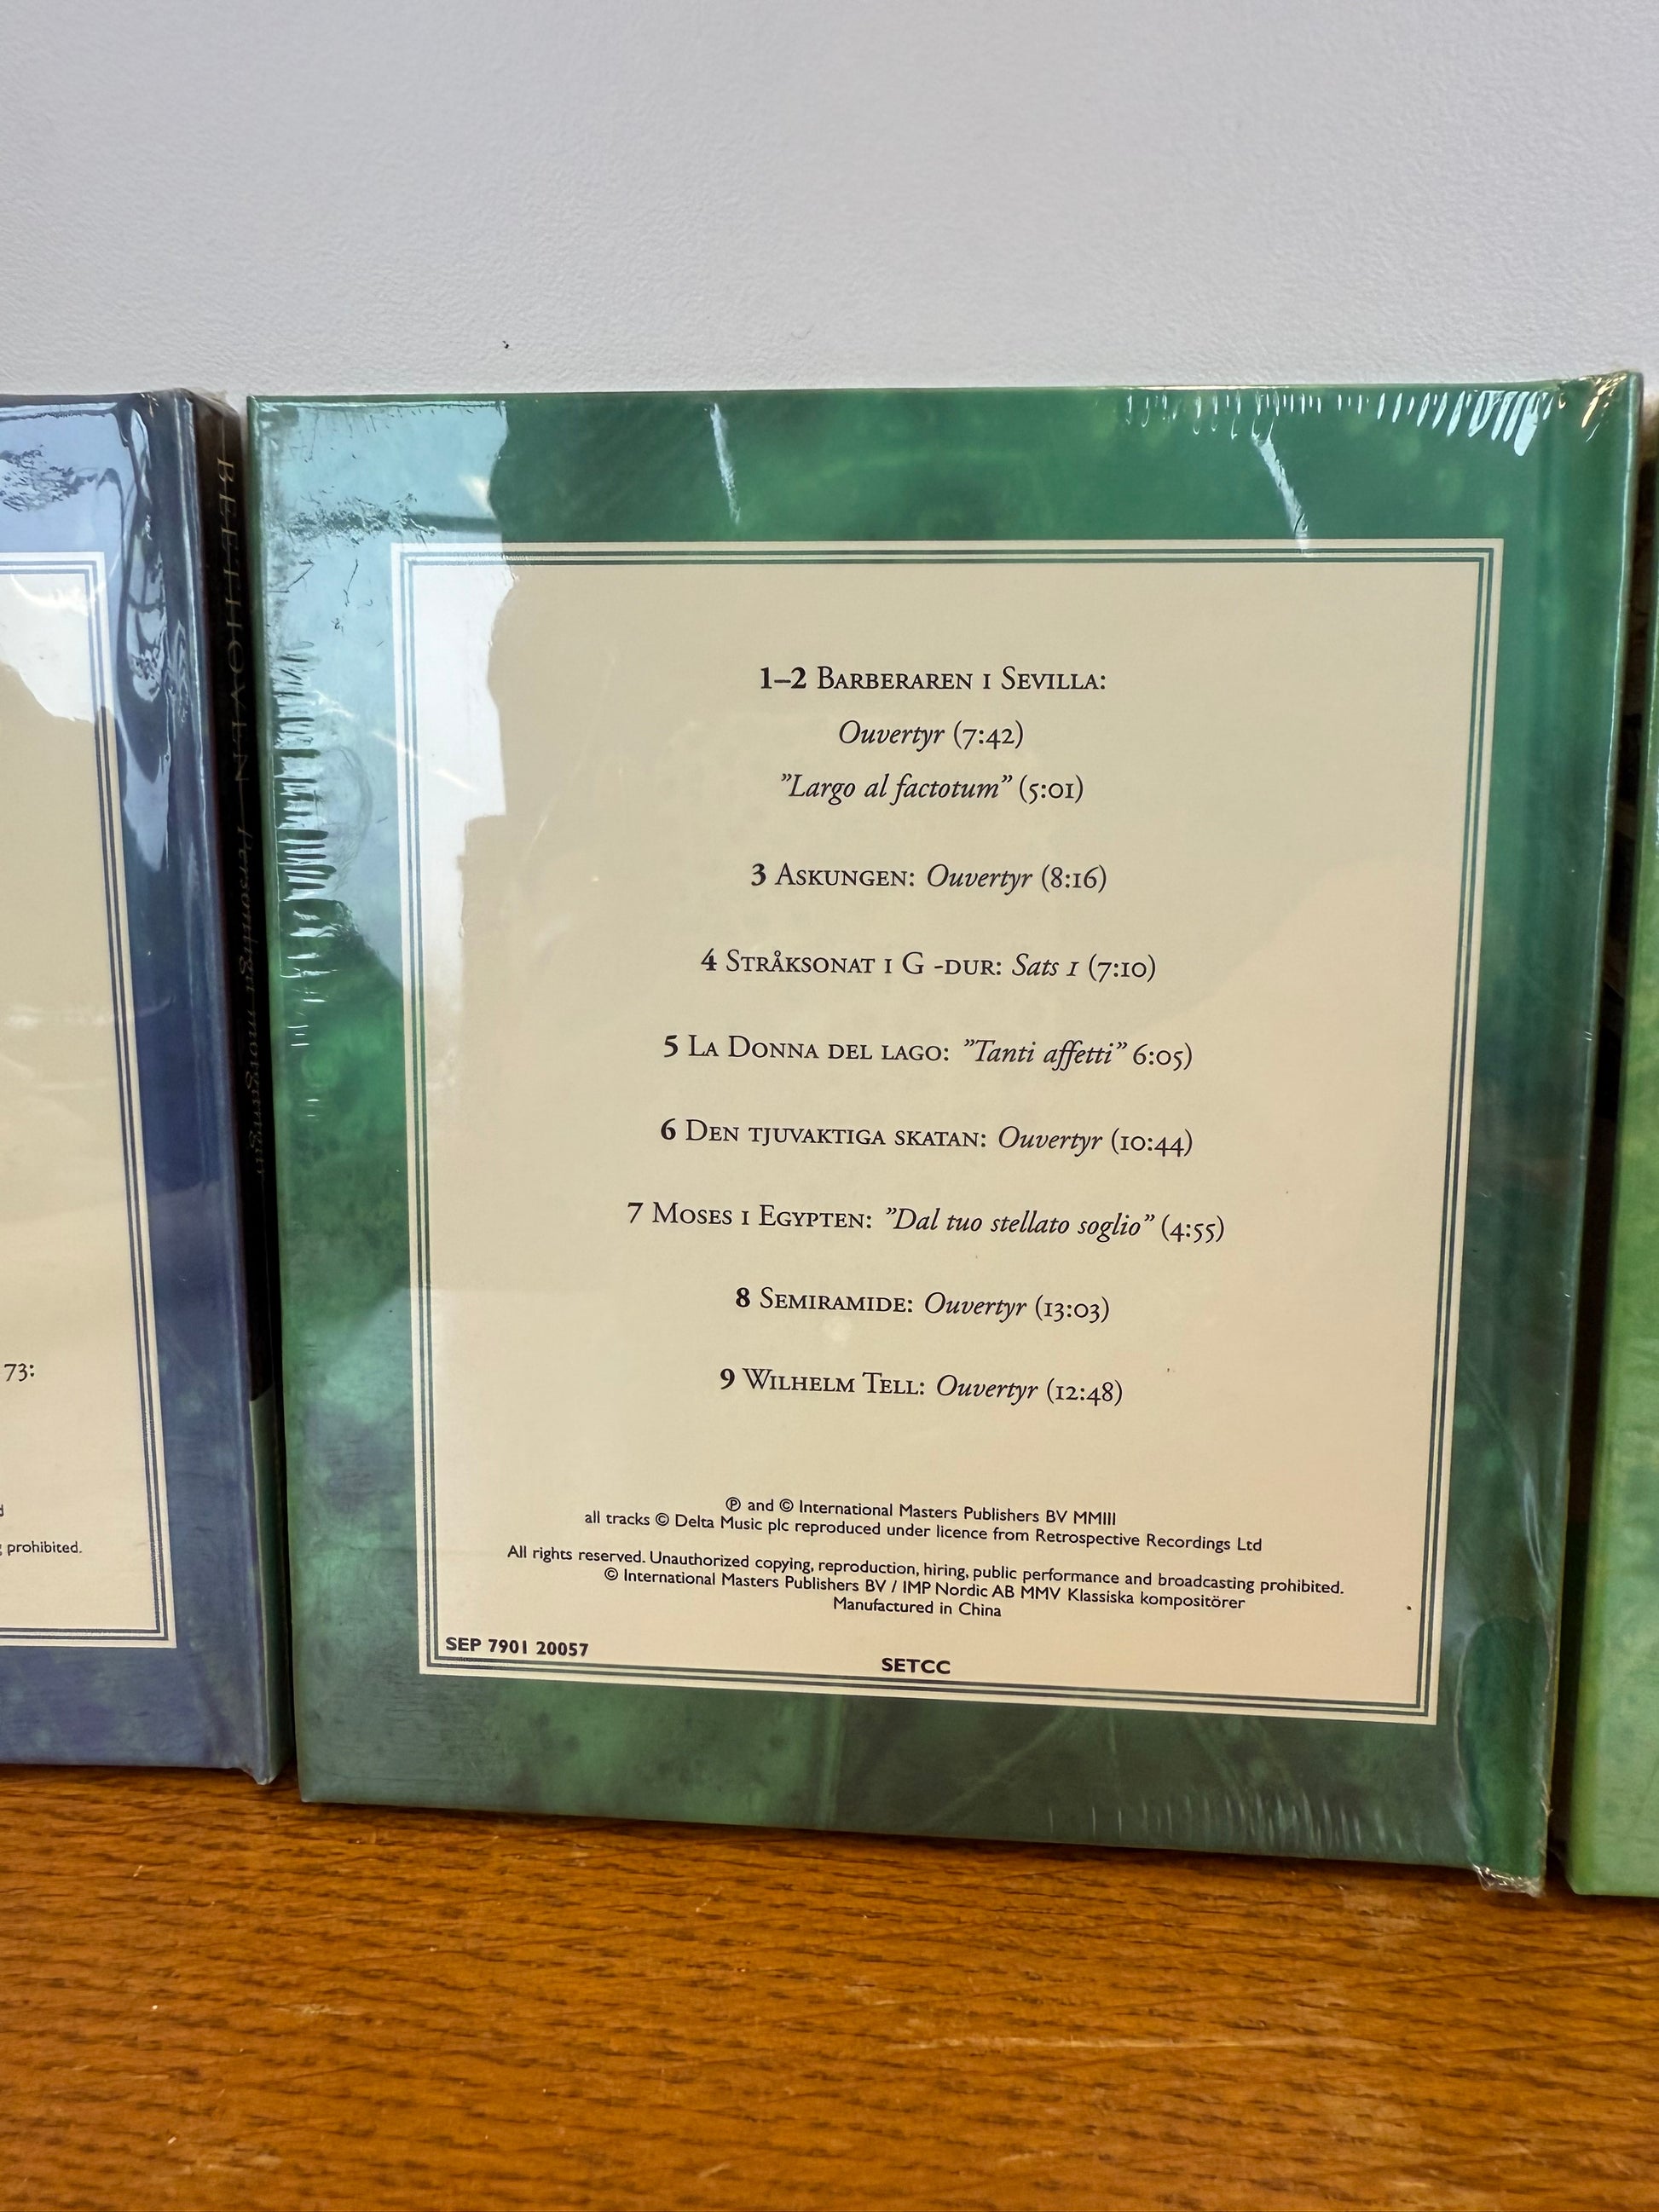 BEETHOVEN – Personligt motgångar
73:
prohibited.
1–2 BARBERAREN I SEVILLA:
Ouvertyr (7:42)
”Largo al factotum” (5:01)
3 ASKUNGEN: Ouvertyr (8:16)
4 STRÅKSONAT I G -DUR: Sats 1 (7:10)
5 LA DONNA DEL LAGO: ”Tanti affetti” 6:05)
6 DEN TJUVAKTIGA SKATAN: Ouvertyr (10:44)
7 MOSES I EGYPTEN: ”Dal tuo stellato soglio” (4:55)
8 SEMIRAMIDE: Ouvertyr (13:03)
9 WILHELM TELL: Ouvertyr (12:48)
℗ and © International Masters Publishers BV MMIII
all tracks © Delta Music plc reproduced under licence from Retrospective Recordings Ltd
All rights reserved. Unauthorized copying, reproduction, hiring, public performance and broadcasting prohibited.
© International Masters Publishers BV / IMP Nordic AB MMV Klassiska kompositörer
Manufactured in China
SEP 7901 20057
SETCC